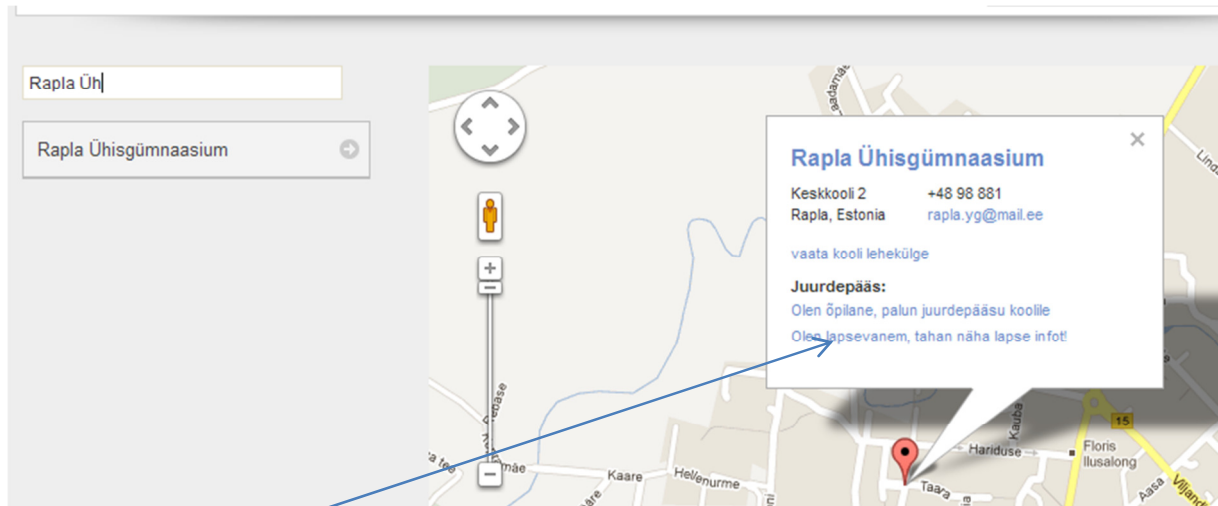 Rapla Üh
Rapla Ühisgümnaasium
Rapla Ühisgümnaasium
Keskkooli 2 +48 98 881
Rapla, Estonia rapla.yg@mail.ee
vaata kooli lehekülge
Juurdepääs:
Olen õpilane, palun juurdepääsu koolile
Olen lapsevanem, tahan näha lapse infot!
Kauba
15
Hariduse
Floris
Ilusalong
Kaare
Hellenurme
Taara
Aasa
Viljand